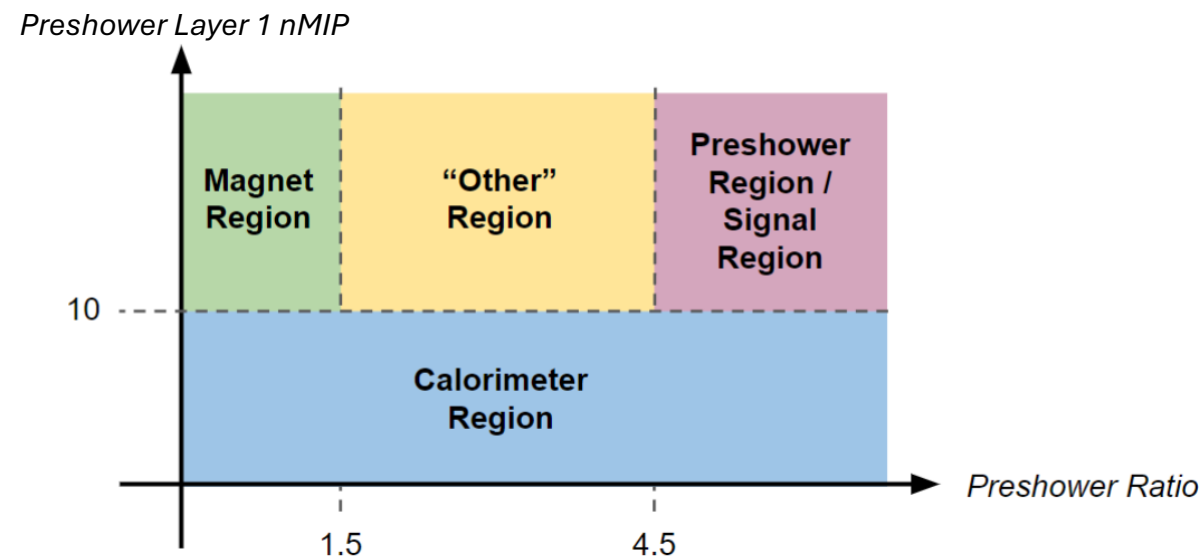 Preshower Layer 1 nMIP
Magnet
Region
“Other”
Region
Preshower
Region /
Signal
Region
10
Calorimeter
Region
Preshower Ratio
1.5
4.5